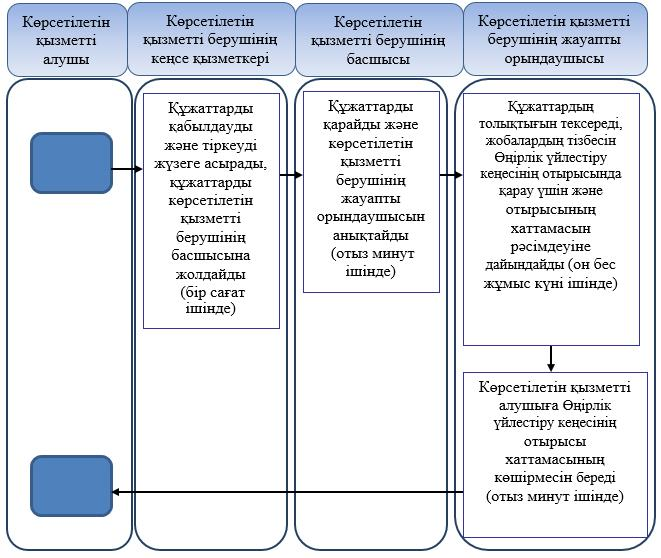 Көрсетілетін
қызметті
алушы
Көрсетілетін
қызметті берушінің
кеңсе қызметкері
Көрсетілетін
қызметті берушінің
басшысы
Көрсетілетін қызметті
берушінің жауапты
орындаушысы
Құжаттарды
қабылдауды
және тіркеуді
жүзеге асырады,
құжаттарды
көрсетілетін
қызметті
берушінің
басшысына
жолдайды
(бір сағат
ішінде)
Құжаттарды
қарайды және
көрсетілетін
қызметті
берушінің
жауапты
орындаушысын
анықтайды
(отыз минут
ішінде)
Құжаттардың
толықтығын тексереді,
жобалардың тізбесін
Өңірлік үйлестіру
кеңесінің отырысында
қарау үшін және
отырысының
хаттамасын
рәсімдеуіне
дайындайды (он бес
жұмыс күні ішінде)
Көрсетілетін қызметті
алушыға Өңірлік
үйлестіру кеңесінің
отырысы
хаттамасының
көшірмесін береді
(отыз минут ішінде)